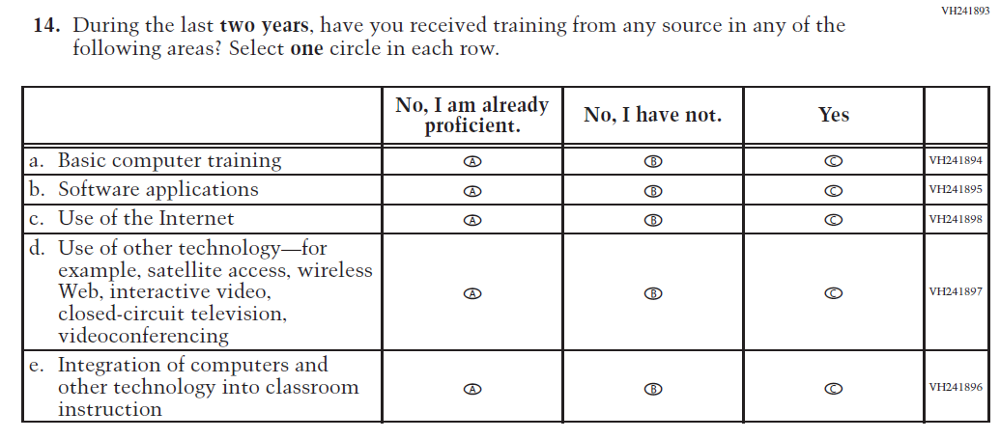 VH241893
14. During the last two years, have you received training from any source in any of the
following areas? Select one circle in each row.
No, I am already
proficient.
No, I have not.
Yes
a. Basic computer training
A
B
C
VH241894
b. Software applications
A
B
C
VH241895
c. Use of the Internet
A
B
C
VH241898
d. Use of other technology—for
example, satellite access, wireless
Web, interactive video,
closed-circuit television,
videoconferencing
A
B
C
VH241897
e. Integration of computers and
other technology into classroom
instruction
A
B
C
VH241896